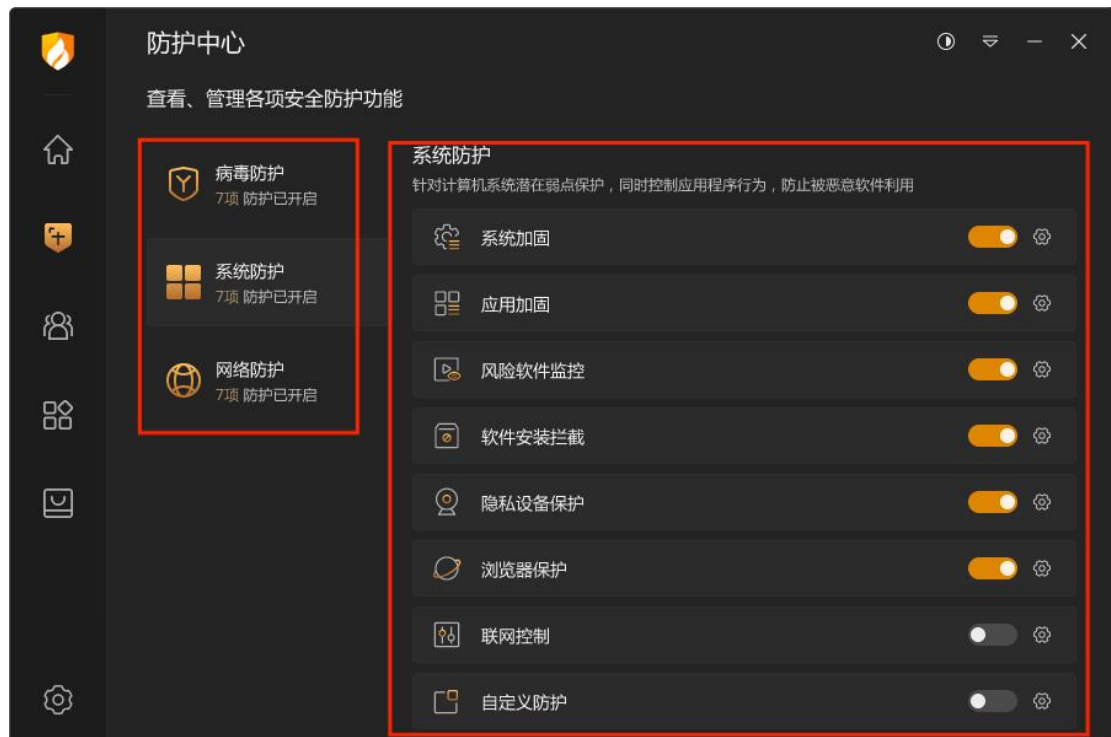 防护中心
查看、管理各项安全防护功能
病毒防护
7项 防护已开启
系统防护
7项 防护已开启
网络防护
7项 防护已开启
系统防护
针对计算机系统潜在弱点保护，同时控制应用程序行为，防止被恶意软件利用
系统加固
应用加固
风险软件监控
软件安装拦截
隐私设备保护
浏览器保护
联网控制
自定义防护